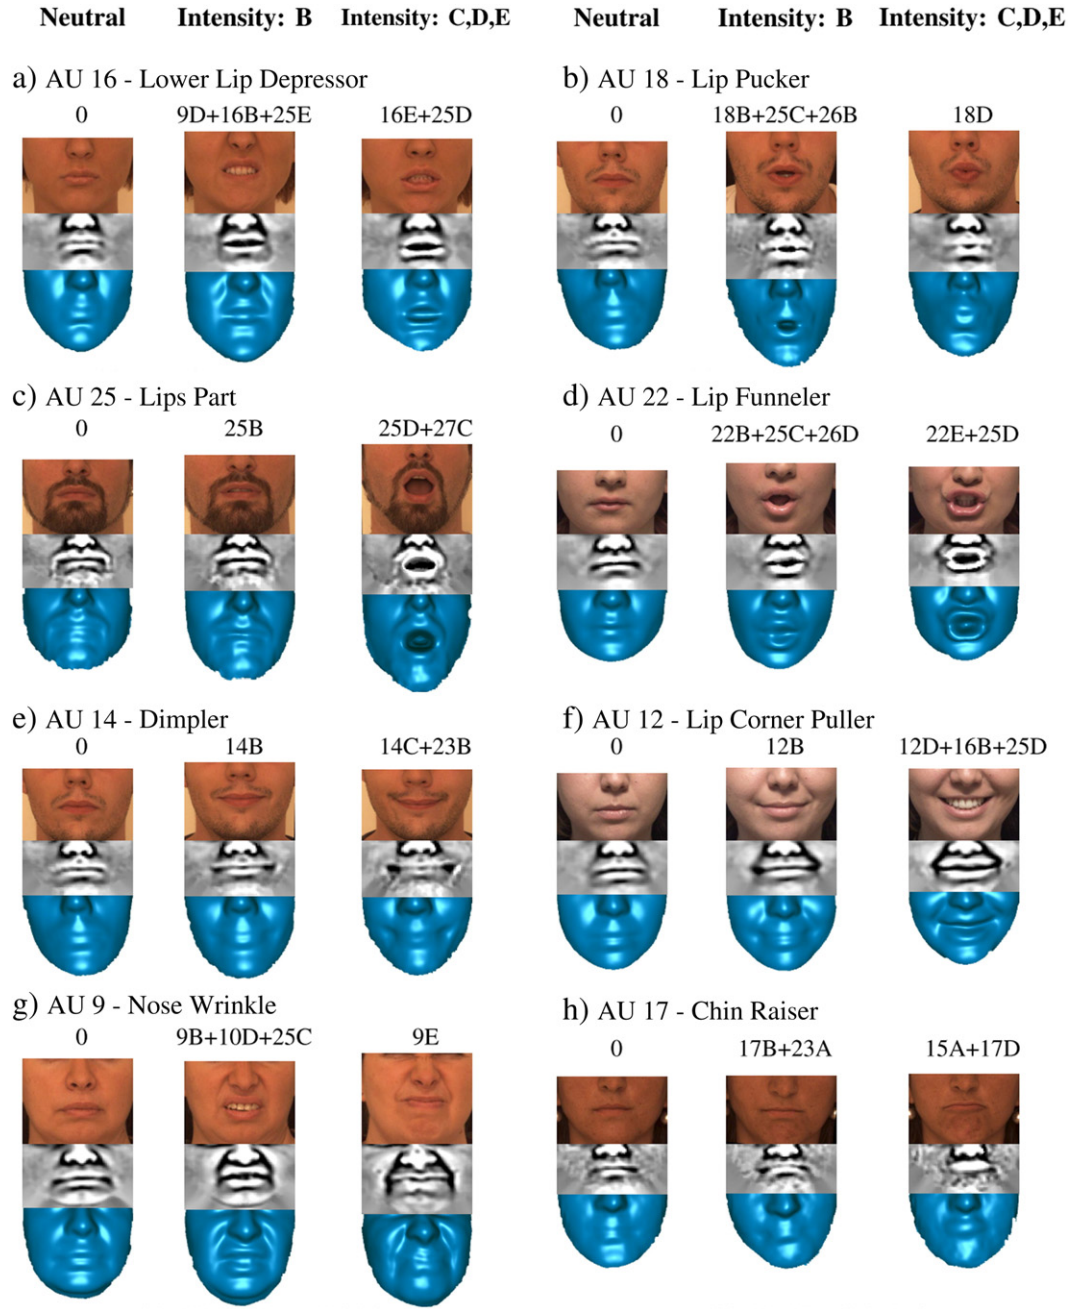 Neutral Intensity: B Intensity: C,D,E Neutral Intensity: B Intensity: C,D,E
a) AU 16 - Lower Lip Depressor
0 9D+16B+25E 16E+25D
b) AU 18 - Lip Pucker
0 18B+25C+26B 18D
c) AU 25 - Lips Part
0 25B 25D+27C
d) AU 22 - Lip Funneler
0 22B+25C+26D 22E+25D
e) AU 14 - Dimpler
0 14B 14C+23B
f) AU 12 - Lip Corner Puller
0 12B 12D+16B+25D
g) AU 9 - Nose Wrinkle
0 9B+10D+25C 9E
h) AU 17 - Chin Raiser
0 17B+23A 15A+17D